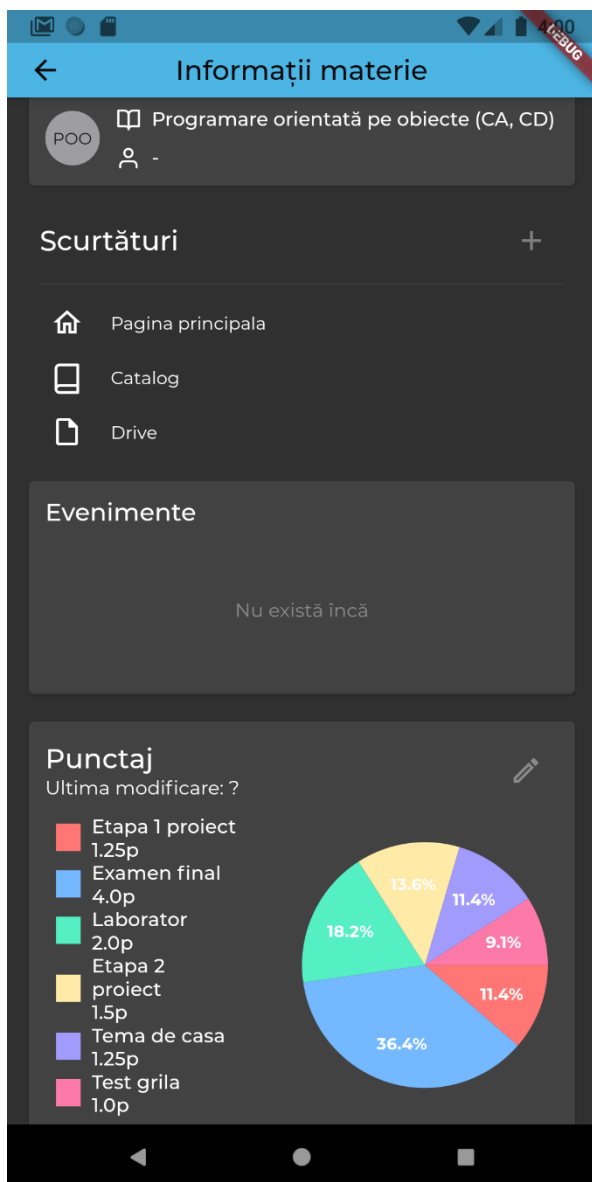 4:00
DEBUG
Informații materie
POO
Programare orientată pe obiecte (CA, CD)
-
Scurtături
Pagina principala
Catalog
Drive
Evenimente
Nu există încă
Punctaj
Ultima modificare: ?
Etapa 1 proiect
1.25p
Examen final
4.0p
Laborator
2.0p
Etapa 2
proiect
1.5p
Tema de casa
1.25p
Test grila
1.0p
13.6%
11.4%
18.2%
9.1%
11.4%
36.4%